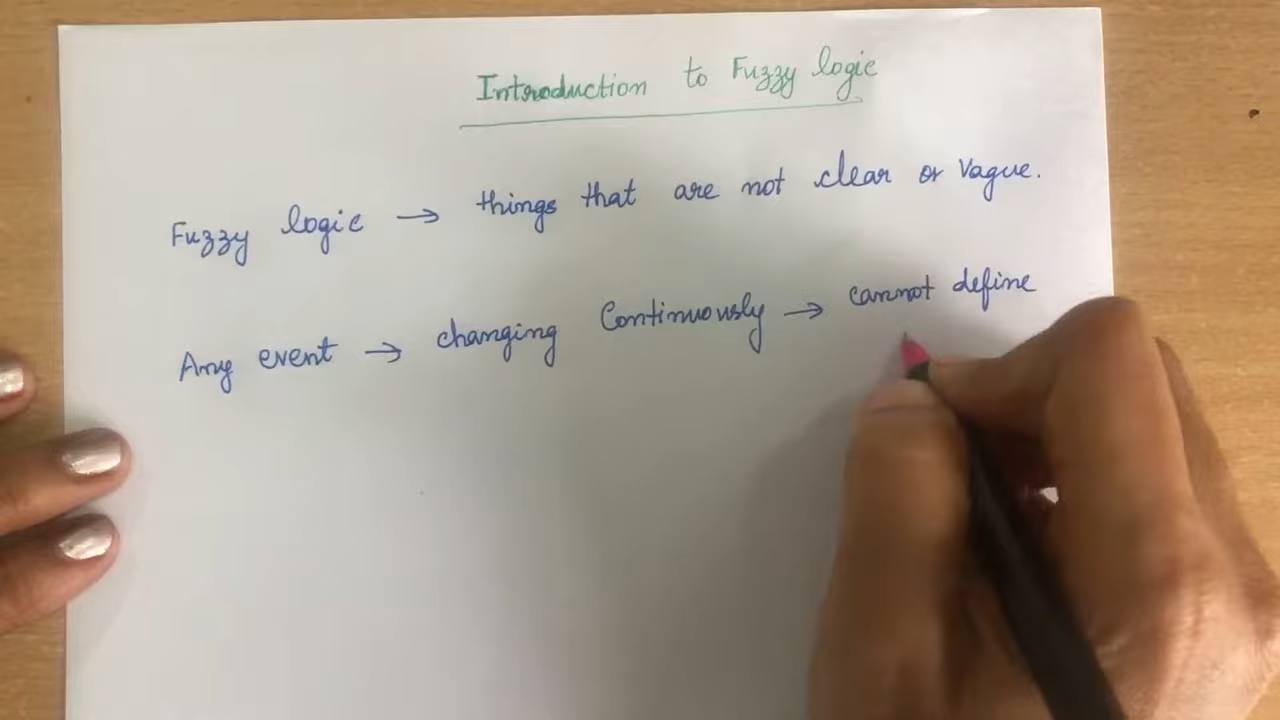 Introduction to Fuzzy logic
Fuzzy logic → things that are not clear or Vague.
Any event → changing Continuously → cannot define